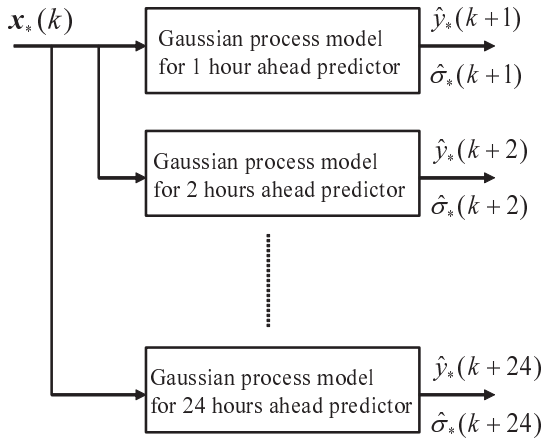 𝒙*(k)
Gaussian process model
for 1 hour ahead predictor
ŷ*(k+1)
σ̂*(k+1)
Gaussian process model
for 2 hours ahead predictor
ŷ*(k+2)
σ̂*(k+2)
Gaussian process model
for 24 hours ahead predictor
ŷ*(k+24)
σ̂*(k+24)